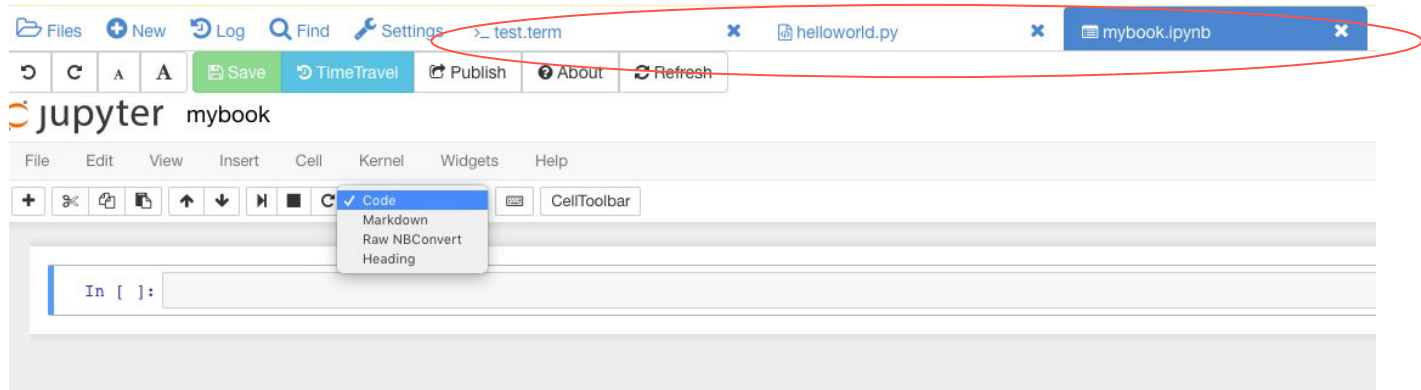 Files New Log Find Settings >_ test.term helloworld.py mybook.ipynb
A A Save TimeTravel Publish About Refresh
jupyter mybook
File Edit View Insert Cell Kernel Widgets Help
Code CellToolbar
Markdown
Raw NBConvert
Heading
In [ ]: